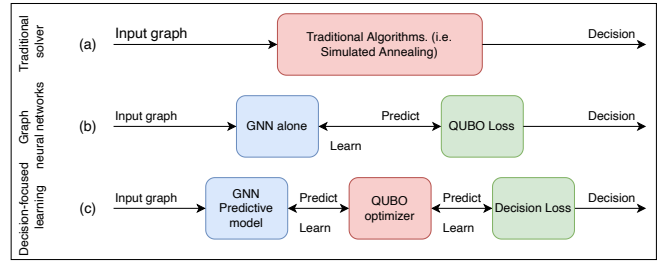 Traditional
solver
(a)
Input graph
Traditional Algorithms. (i.e.
Simulated Annealing)
Decision
Graph
neural networks
(b)
Input graph
GNN alone
Predict
Learn
QUBO Loss
Decision
Decision-focused
learning
(c)
Input graph
GNN
Predictive
model
Predict
Learn
QUBO
optimizer
Predict
Learn
Decision Loss
Decision